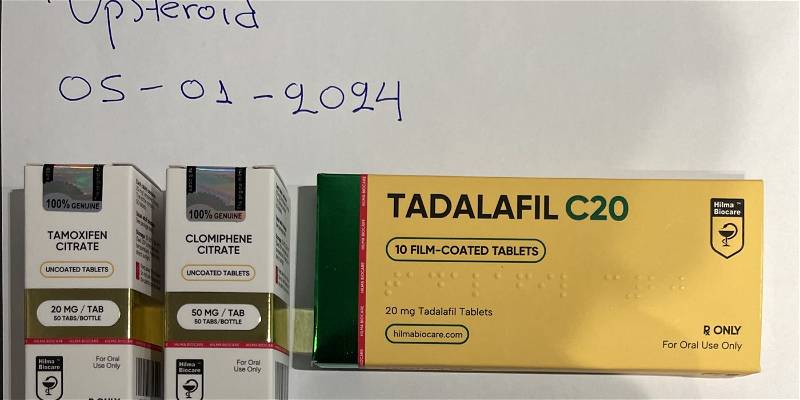 UpSteroid
05-01-2024
100% GENUINE
TAMOXIFEN
CITRATE
UNCOATED TABLETS
20 MG / TAB
50 TABS/BOTTLE
Hilma
Biocare
For Oral
Use Only
100% GENUINE
CLOMIPHENE
CITRATE
UNCOATED TABLETS
50 MG / TAB
50 TABS/BOTTLE
Hilma
Biocare
For Oral
Use Only
TADALAFIL C20
10 FILM-COATED TABLETS
20 mg Tadalafil Tablets
hilmabiocare.com
Hilma ™
Biocare
℞ ONLY
For Oral Use Only